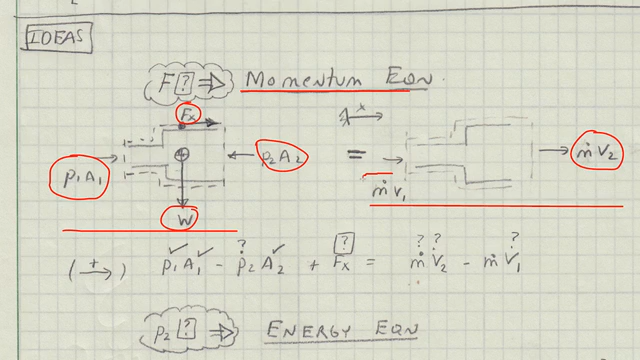 IDEAS
F [?] ⇒ MOMENTUM EQN
Fx x
p₁A₁ p₂A₂ = ṁV₁ ṁV₂
W
? ? ? ? ?
(+→) p₁A₁ - p₂A₂ + Fx = ṁV₂ - ṁV₁
p₂ [?] ⇒ ENERGY EQN